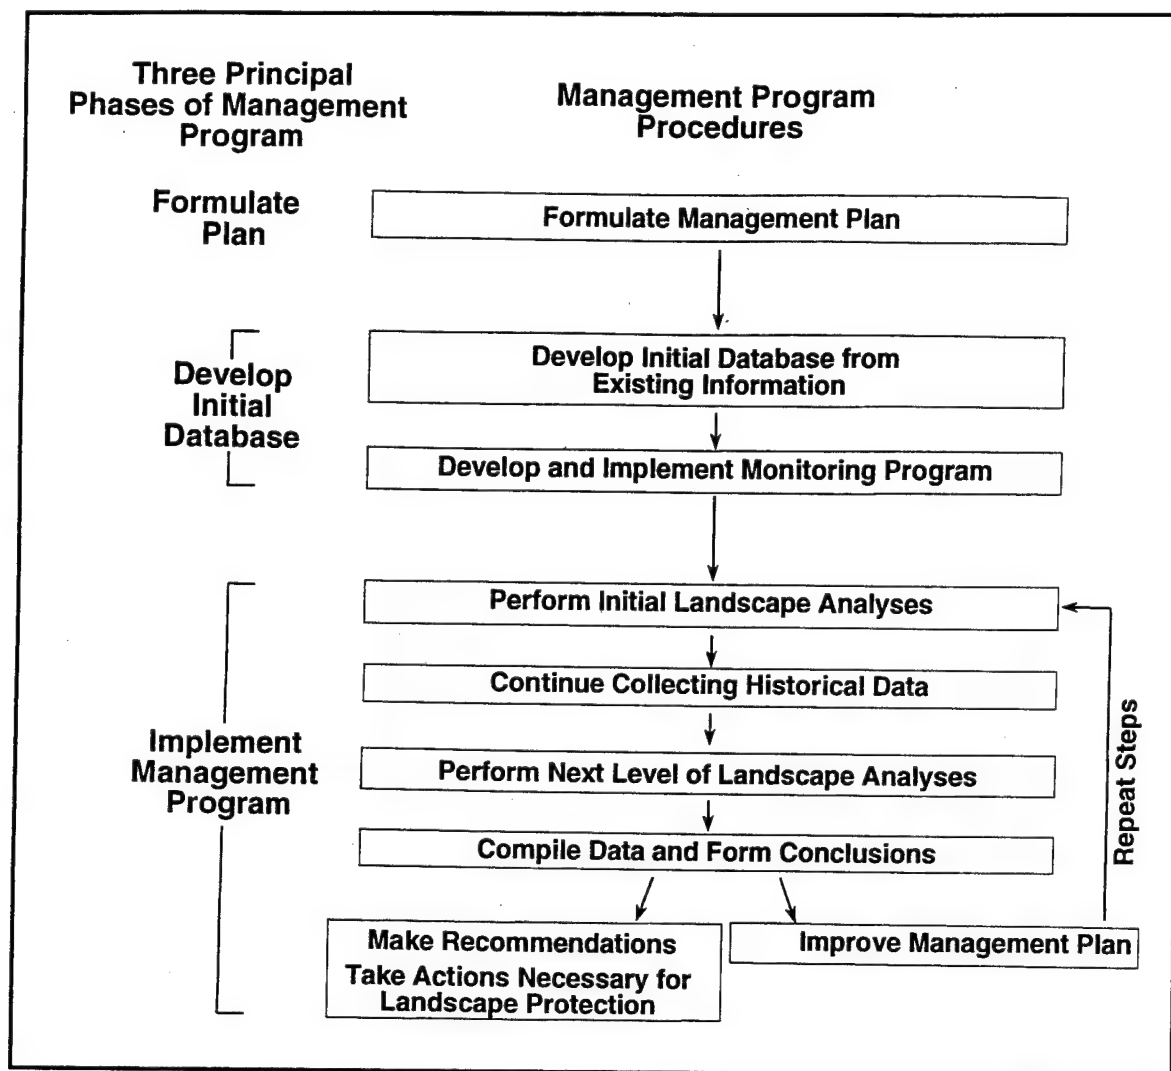 Three Principal
Phases of Management
Program
Management Program
Procedures
Formulate
Plan
Formulate Management Plan
Develop
Initial
Database
Develop Initial Database from
Existing Information
Develop and Implement Monitoring Program
Implement
Management
Program
Perform Initial Landscape Analyses
Continue Collecting Historical Data
Perform Next Level of Landscape Analyses
Compile Data and Form Conclusions
Make Recommendations
Take Actions Necessary for
Landscape Protection
Improve Management Plan
Repeat Steps